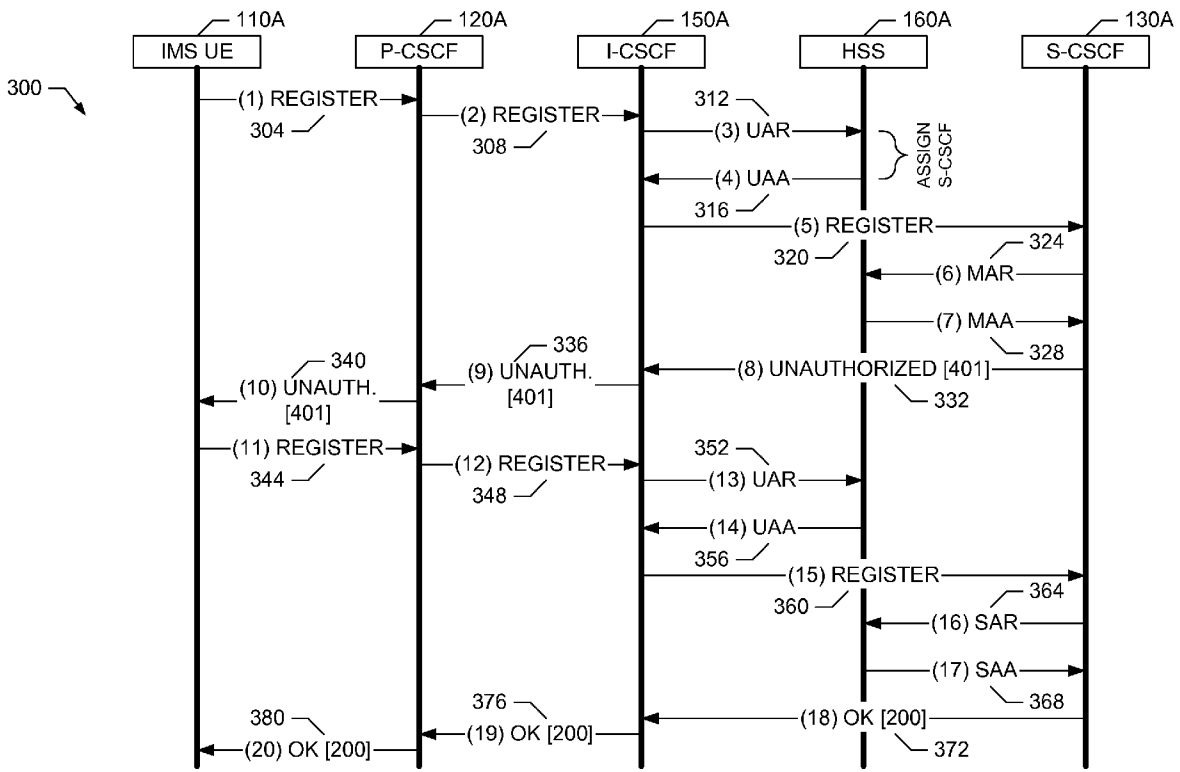 110A
120A
150A
160A
130A
IMS UE
P-CSCF
I-CSCF
HSS
S-CSCF
300
(1) REGISTER
304
(2) REGISTER
308
312
(3) UAR
ASSIGN
S-CSCF
(4) UAA
316
(5) REGISTER
320
324
(6) MAR
(7) MAA
328
(8) UNAUTHORIZED [401]
332
336
(9) UNAUTH.
[401]
340
(10) UNAUTH.
[401]
(11) REGISTER
344
(12) REGISTER
348
352
(13) UAR
(14) UAA
356
(15) REGISTER
360
364
(16) SAR
(17) SAA
368
(18) OK [200]
372
376
(19) OK [200]
380
(20) OK [200]